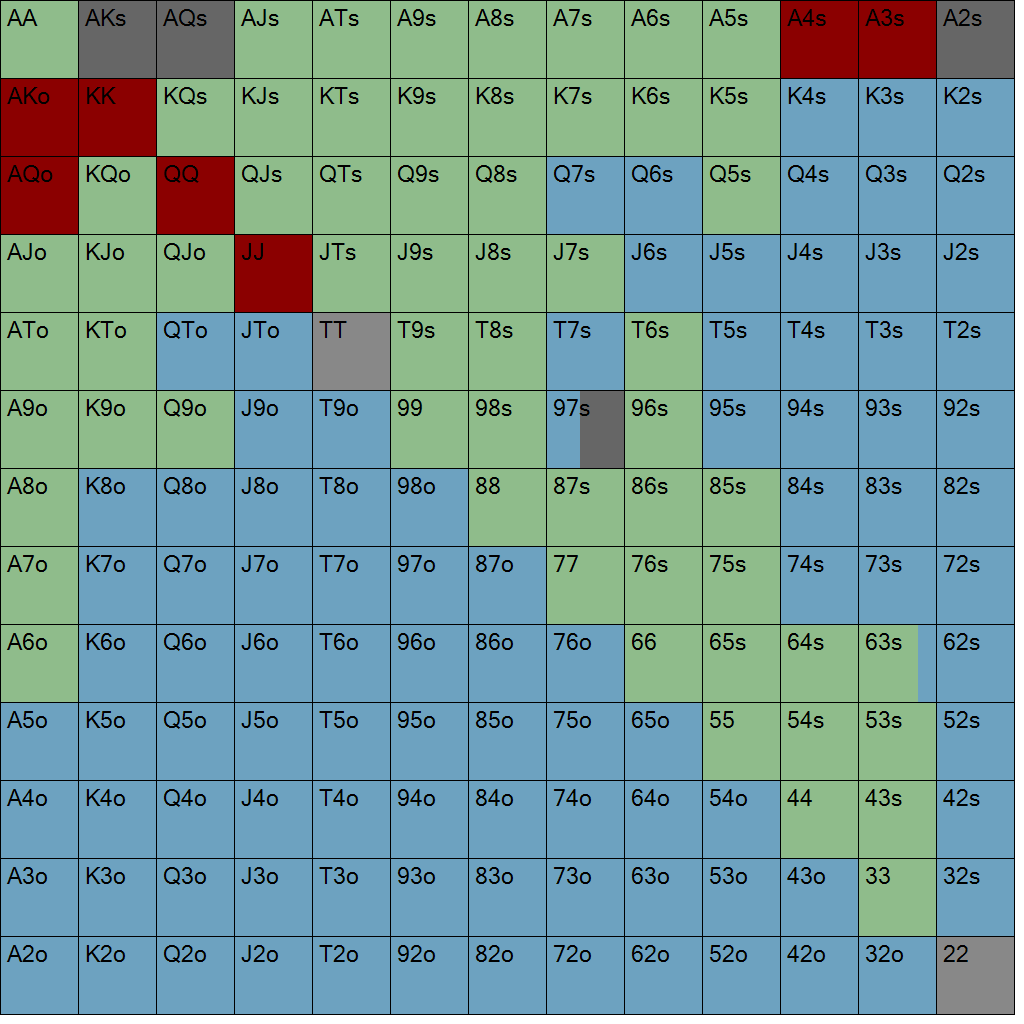 AA AKs AQs AJs ATs A9s A8s A7s A6s A5s A4s A3s A2s
AKo KK KQs KJs KTs K9s K8s K7s K6s K5s K4s K3s K2s
AQo KQo QQ QJs QTs Q9s Q8s Q7s Q6s Q5s Q4s Q3s Q2s
AJo KJo QJo JJ JTs J9s J8s J7s J6s J5s J4s J3s J2s
ATo KTo QTo JTo TT T9s T8s T7s T6s T5s T4s T3s T2s
A9o K9o Q9o J9o T9o 99 98s 97s 96s 95s 94s 93s 92s
A8o K8o Q8o J8o T8o 98o 88 87s 86s 85s 84s 83s 82s
A7o K7o Q7o J7o T7o 97o 87o 77 76s 75s 74s 73s 72s
A6o K6o Q6o J6o T6o 96o 86o 76o 66 65s 64s 63s 62s
A5o K5o Q5o J5o T5o 95o 85o 75o 65o 55 54s 53s 52s
A4o K4o Q4o J4o T4o 94o 84o 74o 64o 54o 44 43s 42s
A3o K3o Q3o J3o T3o 93o 83o 73o 63o 53o 43o 33 32s
A2o K2o Q2o J2o T2o 92o 82o 72o 62o 52o 42o 32o 22